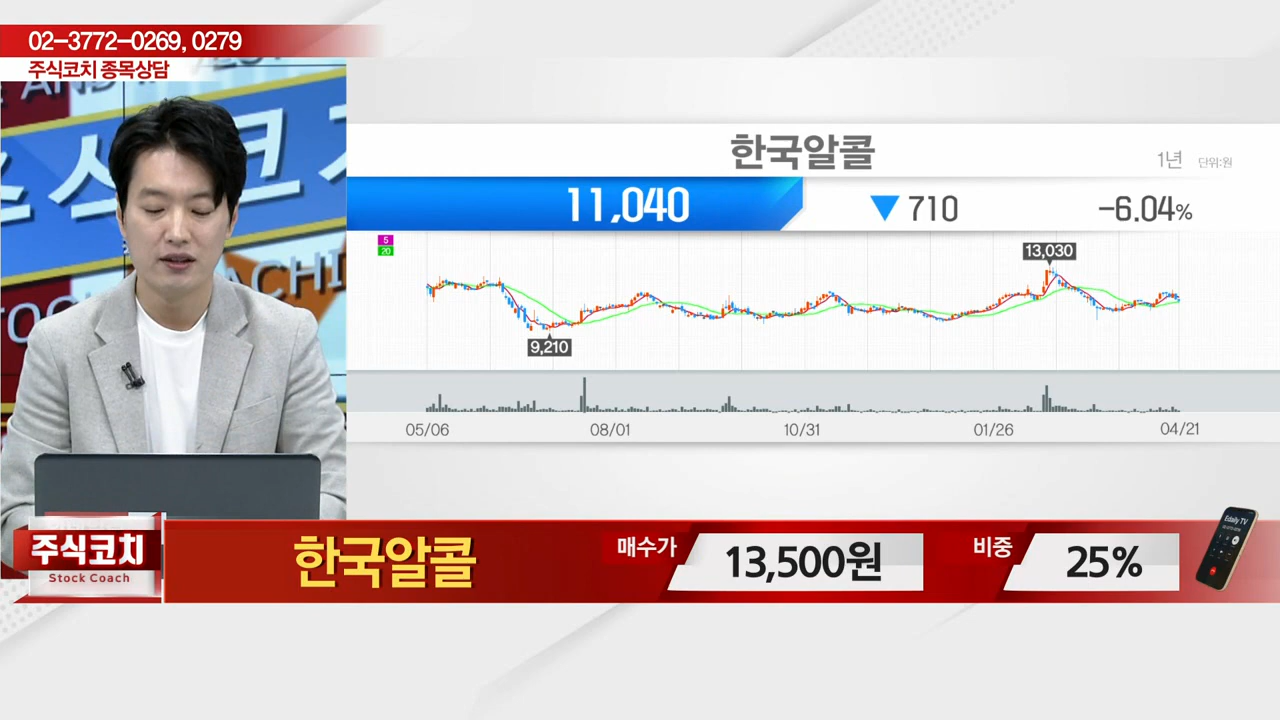 02-3772-0269, 0279
주식코치 종목상담
한국알콜
1년 단위:원
11,040 ▼ 710 -6.04%
5
20
13,030
9,210
05/06 08/01 10/31 01/26 04/21
주식코치
Stock Coach
한국알콜 매수가 13,500원 비중 25%
Edaily TV